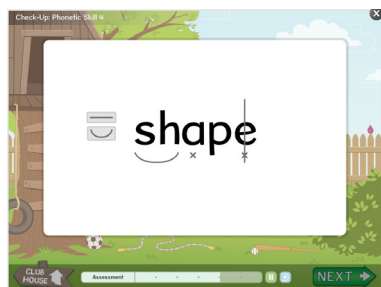 Check-Up: Phonetic Skill 4
shape
CLUB
HOUSE
Assessment
NEXT